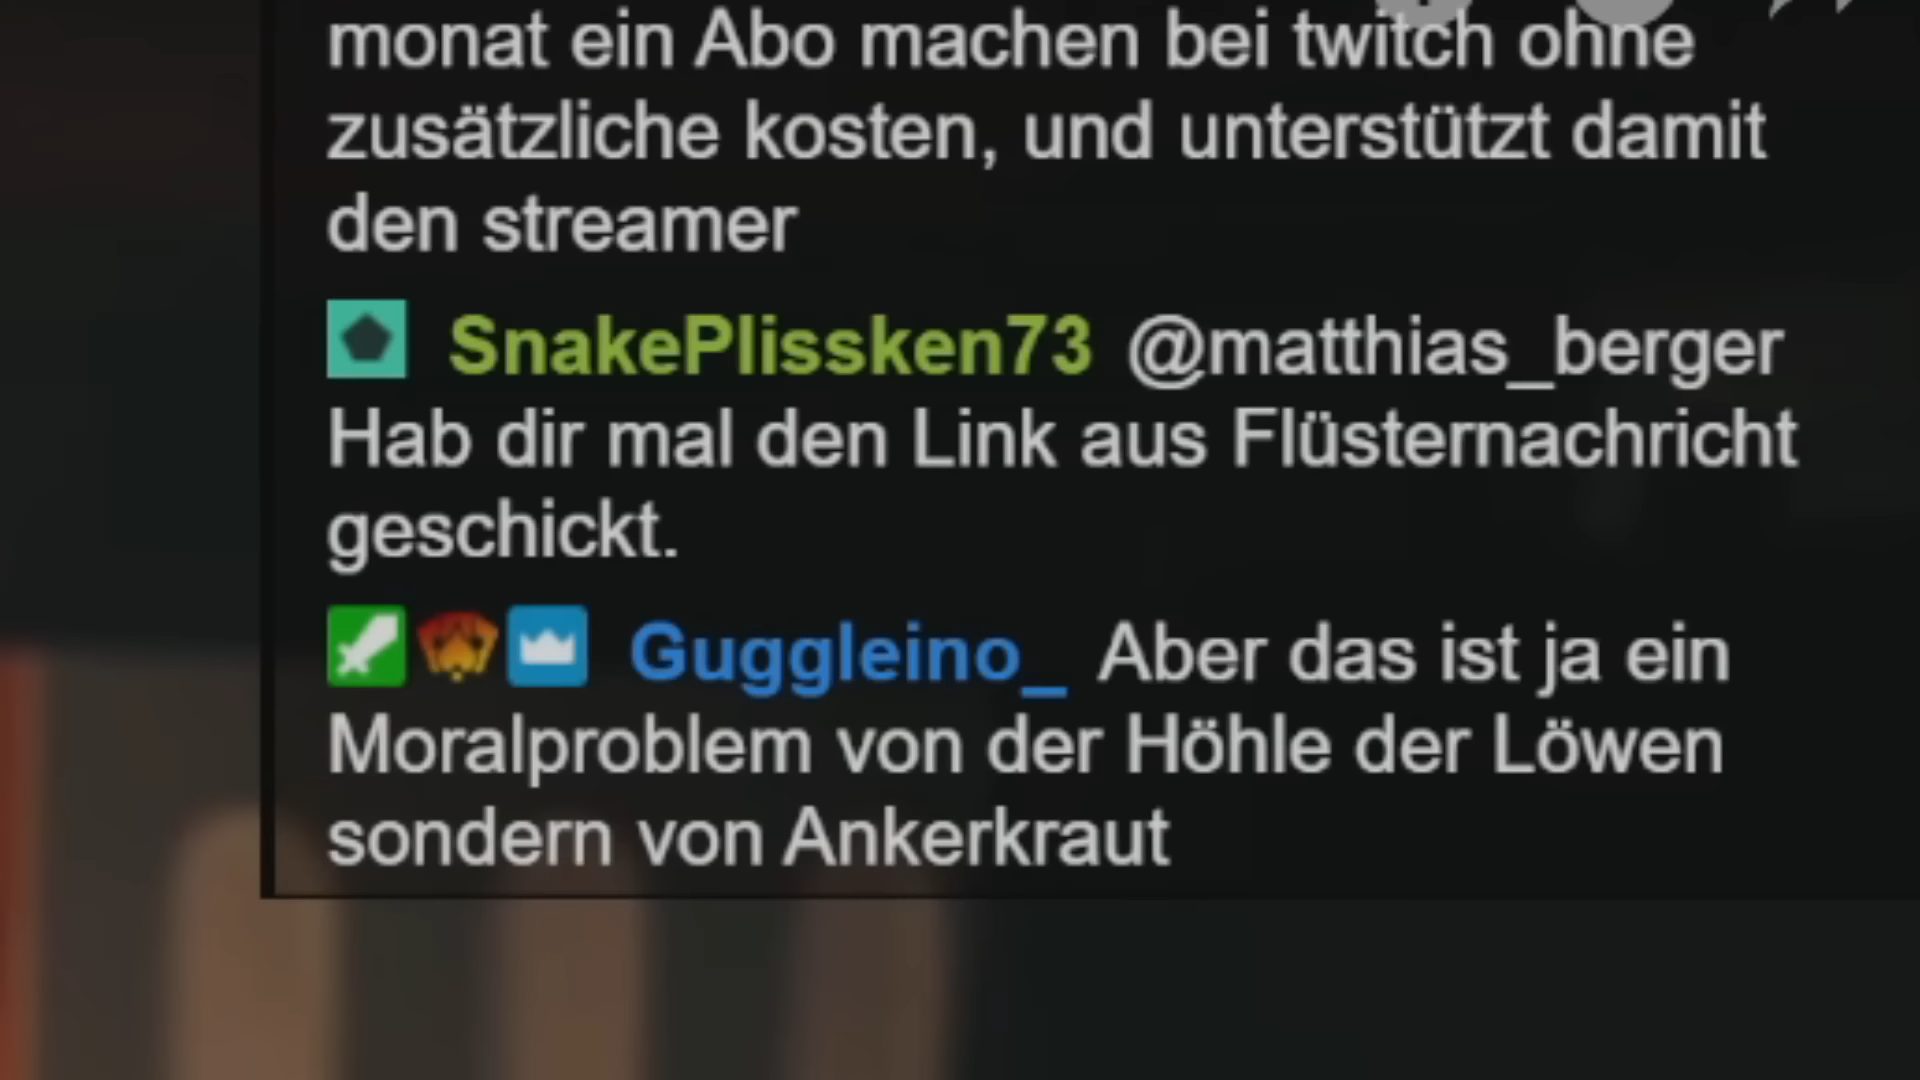 monat ein Abo machen bei twitch ohne
zusätzliche kosten, und unterstützt damit
den streamer
SnakePlissken73 @matthias_berger
Hab dir mal den Link aus Flüsternachricht
geschickt.
Guggleino_ Aber das ist ja ein
Moralproblem von der Höhle der Löwen
sondern von Ankerkraut